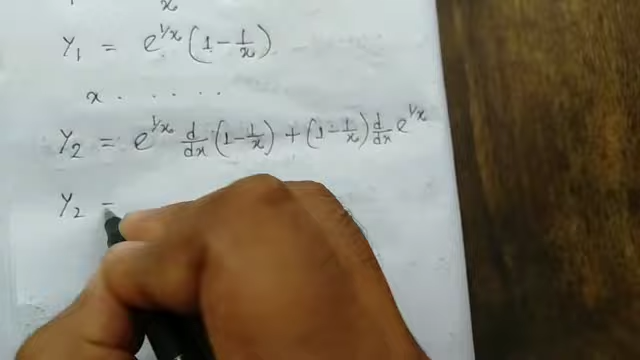 x
Y₁ = e^{1/x} (1 - 1/x)
x . . . . . .
Y₂ = e^{1/x} d/dx (1 - 1/x) + (1 - 1/x) d/dx e^{1/x}
Y₂ =